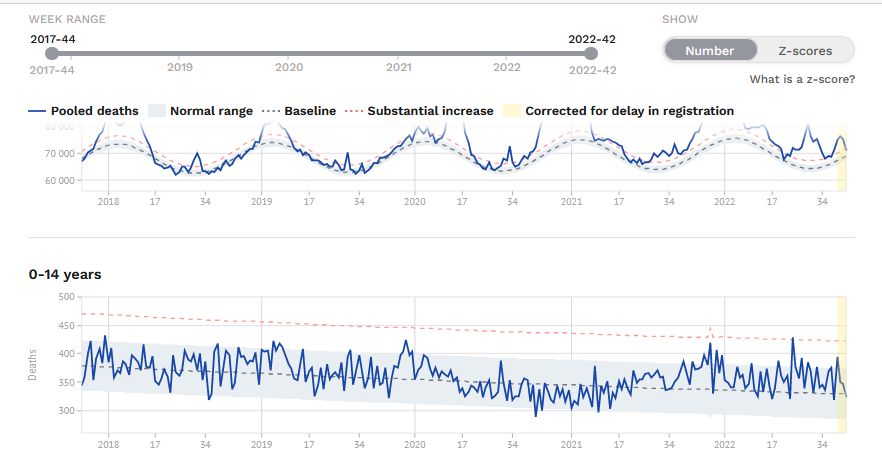 WEEK RANGE
SHOW
2017-44 2022-42
Number Z-scores
2017-44 2019 2020 2021 2022 2022-42
What is a z-score?
Pooled deaths Normal range Baseline Substantial increase Corrected for delay in registration
80 000
70 000
60 000
2018 17 34 2019 17 34 2020 17 34 2021 17 34 2022 17 34
0-14 years
500
450
400
350
300
Deaths
2018 17 34 2019 17 34 2020 17 34 2021 17 34 2022 17 34